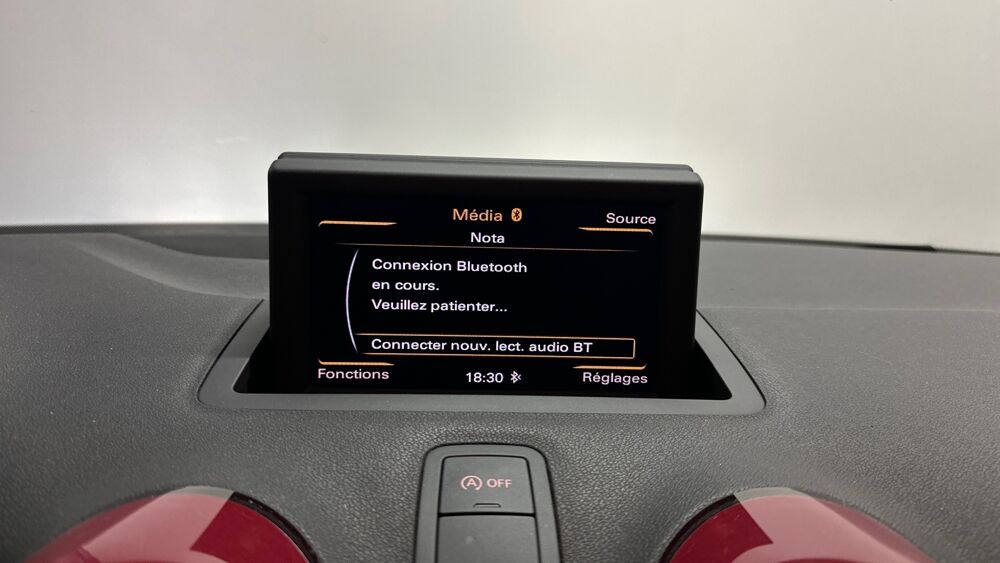 Média
Source
Nota
Connexion Bluetooth
en cours.
Veuillez patienter...
Connecter nouv. lect. audio BT
Fonctions
18:30
Réglages
A OFF